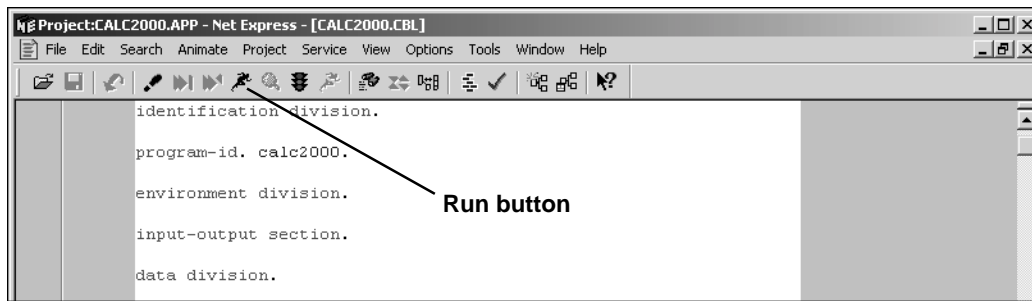 Project:CALC2000.APP - Net Express - [CALC2000.CBL]
File Edit Search Animate Project Service View Options Tools Window Help
identification division.
program-id. calc2000.
environment division.
Run button
input-output section.
data division.